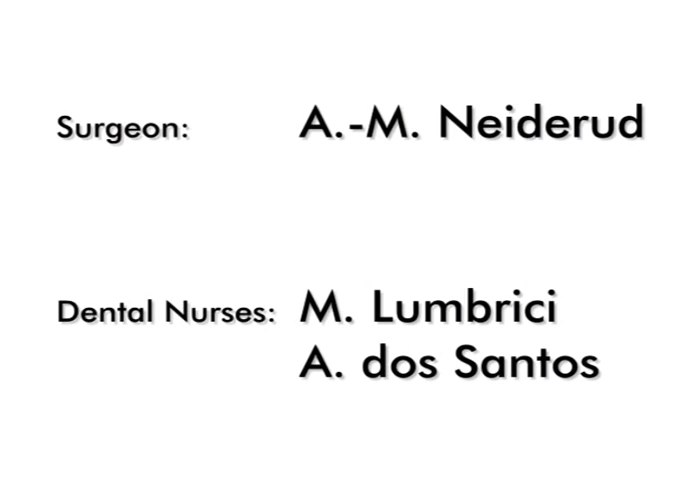 Surgeon: A.-M. Neiderud
Dental Nurses: M. Lumbrici
A. dos Santos